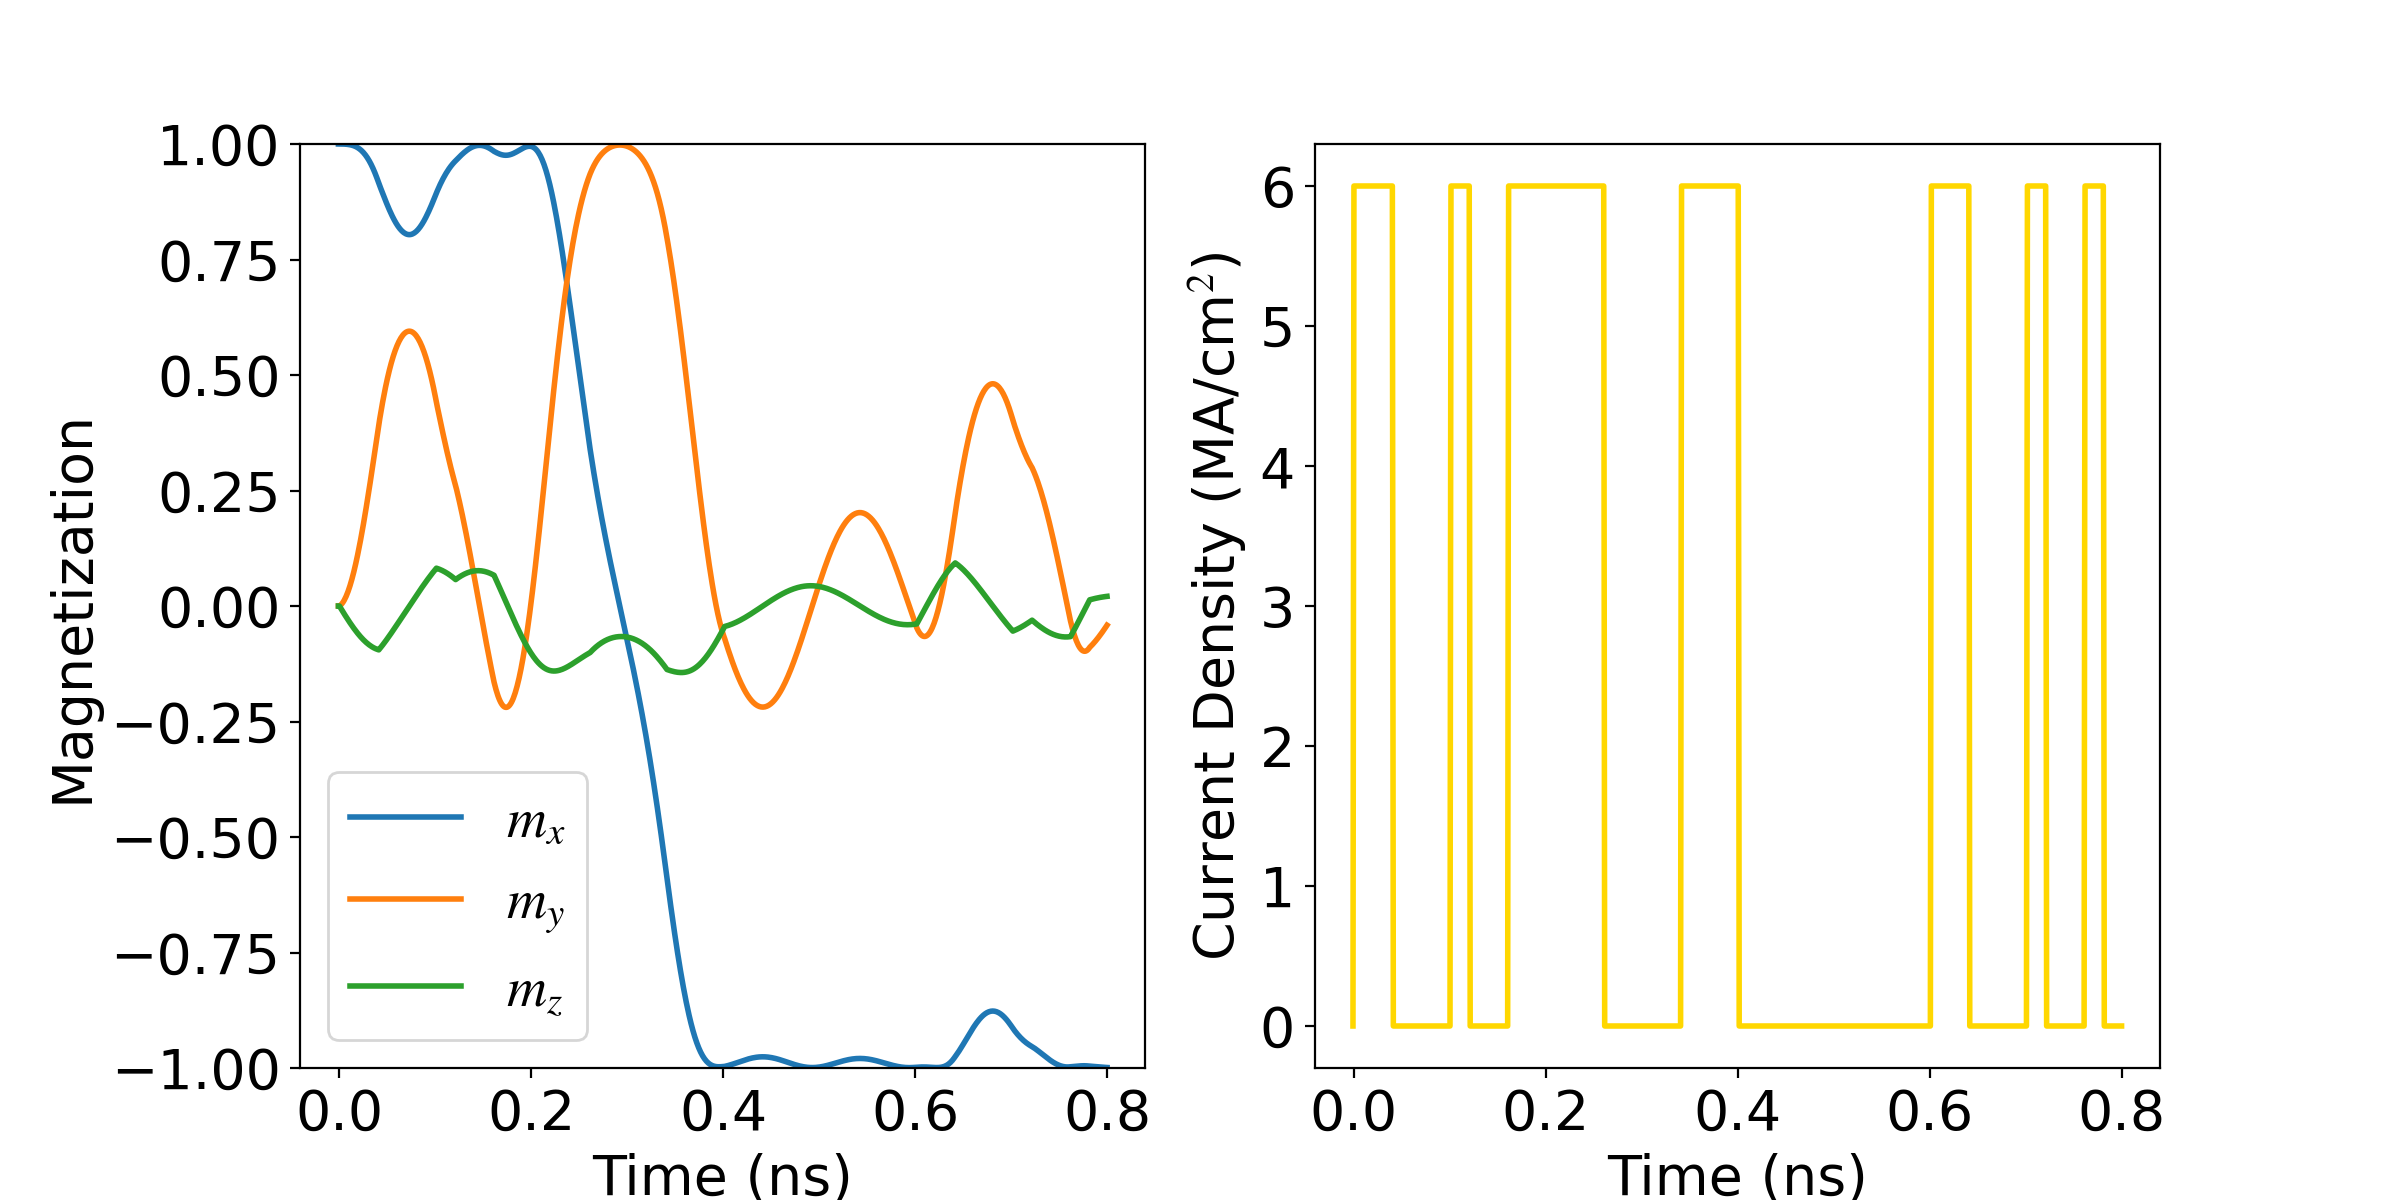 Magnetization
1.00
0.75
0.50
0.25
0.00
−0.25
−0.50
−0.75
−1.00
m_x
m_y
m_z
0.0 0.2 0.4 0.6 0.8
Time (ns)
Current Density (MA/cm²)
6
5
4
3
2
1
0
0.0 0.2 0.4 0.6 0.8
Time (ns)